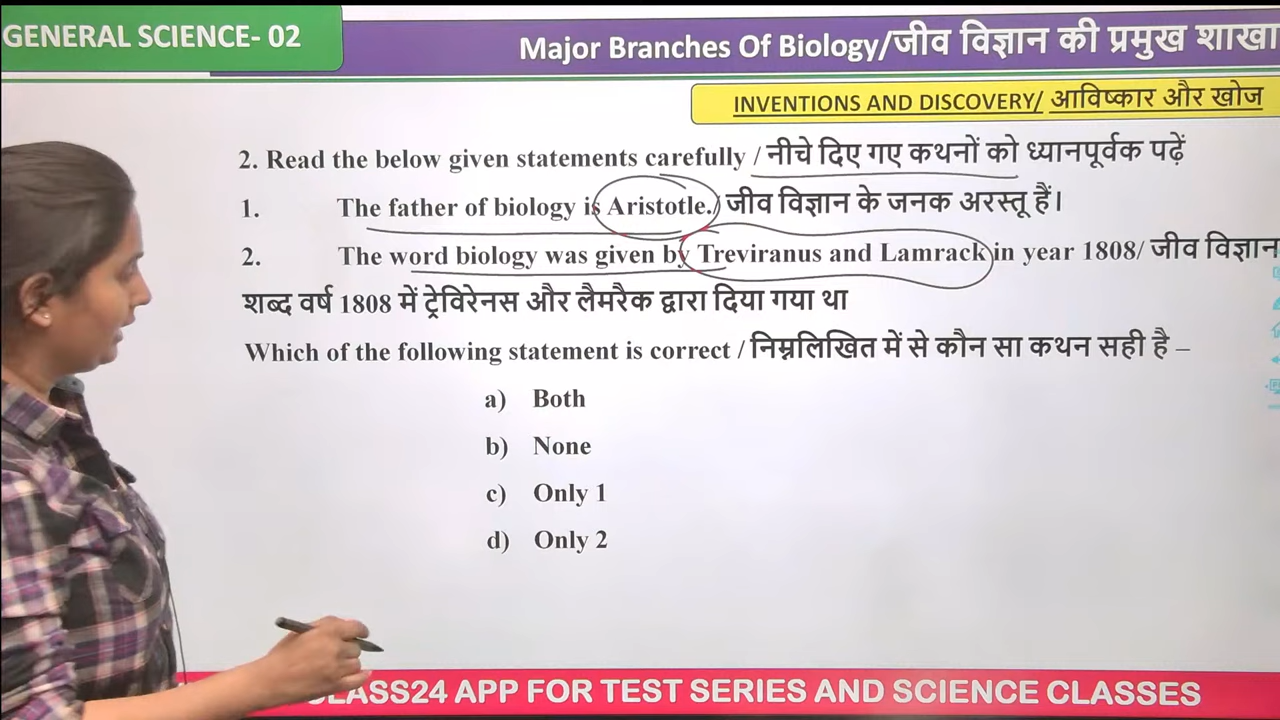 GENERAL SCIENCE- 02
Major Branches Of Biology/जीव विज्ञान की प्रमुख शाखा
INVENTIONS AND DISCOVERY/ आविष्कार और खोज
2. Read the below given statements carefully / नीचे दिए गए कथनों को ध्यानपूर्वक पढ़ें
1. The father of biology is Aristotle./ जीव विज्ञान के जनक अरस्तू हैं।
2. The word biology was given by Treviranus and Lamrack in year 1808/ जीव विज्ञान
शब्द वर्ष 1808 में ट्रेविरेनस और लैमरैक द्वारा दिया गया था
Which of the following statement is correct / निम्नलिखित में से कौन सा कथन सही है –
a) Both
b) None
c) Only 1
d) Only 2
LASS24 APP FOR TEST SERIES AND SCIENCE CLASSES